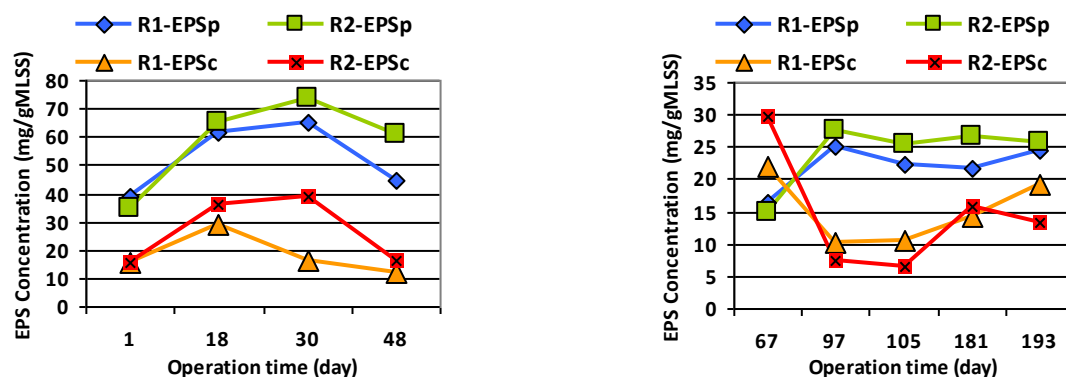 R1-EPSp R2-EPSp
R1-EPSc R2-EPSc
EPS Concentration (mg/gMLSS)
80
70
60
50
40
30
20
10
0
1 18 30 48
Operation time (day)
R1-EPSp R2-EPSp
R1-EPSc R2-EPSc
EPS Concentration (mg/gMLSS)
35
30
25
20
15
10
5
0
67 97 105 181 193
Operation time (day)